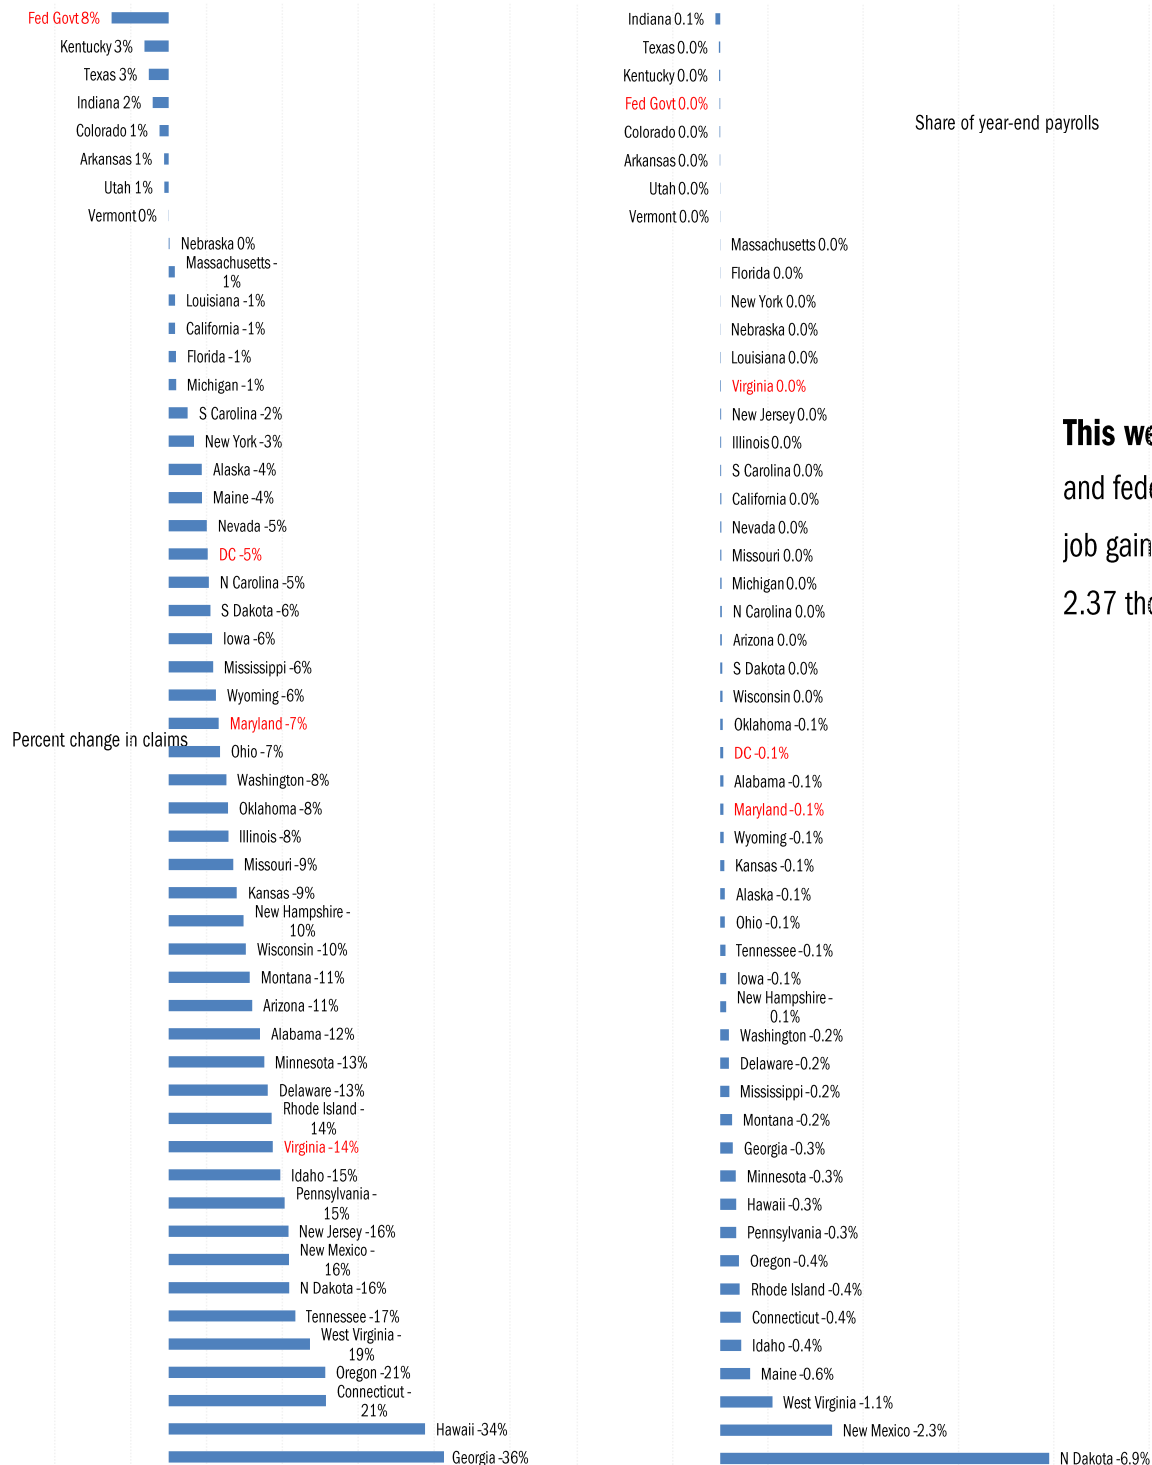 Fed Govt 8%
Kentucky 3%
Texas 3%
Indiana 2%
Colorado 1%
Arkansas 1%
Utah 1%
Vermont 0%
Nebraska 0%
Massachusetts -
1%
Louisiana -1%
California -1%
Florida -1%
Michigan -1%
S Carolina -2%
New York -3%
Alaska -4%
Maine -4%
Nevada -5%
DC -5%
N Carolina -5%
S Dakota -6%
Iowa -6%
Mississippi -6%
Wyoming -6%
Maryland -7%
Percent change in claims
Ohio -7%
Washington -8%
Oklahoma -8%
Illinois -8%
Missouri -9%
Kansas -9%
New Hampshire -
10%
Wisconsin -10%
Montana -11%
Arizona -11%
Alabama -12%
Minnesota -13%
Delaware -13%
Rhode Island -
14%
Virginia -14%
Idaho -15%
Pennsylvania -
15%
New Jersey -16%
New Mexico -
16%
N Dakota -16%
Tennessee -17%
West Virginia -
19%
Oregon -21%
Connecticut -
21%
Hawaii -34%
Georgia -36%
Indiana 0.1%
Texas 0.0%
Kentucky 0.0%
Fed Govt 0.0%
Share of year-end payrolls
Colorado 0.0%
Arkansas 0.0%
Utah 0.0%
Vermont 0.0%
Massachusetts 0.0%
Florida 0.0%
New York 0.0%
Nebraska 0.0%
Louisiana 0.0%
Virginia 0.0%
New Jersey 0.0%
Illinois 0.0%
S Carolina 0.0%
California 0.0%
Nevada 0.0%
Missouri 0.0%
Michigan 0.0%
N Carolina 0.0%
Arizona 0.0%
S Dakota 0.0%
Wisconsin 0.0%
Oklahoma -0.1%
DC -0.1%
Alabama -0.1%
Maryland -0.1%
Wyoming -0.1%
Kansas -0.1%
Alaska -0.1%
Ohio -0.1%
Tennessee -0.1%
Iowa -0.1%
New Hampshire -
0.1%
Washington -0.2%
Delaware -0.2%
Mississippi -0.2%
Montana -0.2%
Georgia -0.3%
Minnesota -0.3%
Hawaii -0.3%
Pennsylvania -0.3%
Oregon -0.4%
Rhode Island -0.4%
Connecticut -0.4%
Idaho -0.4%
Maine -0.6%
West Virginia -1.1%
New Mexico -2.3%
N Dakota -6.9%
This
and
job
2.37